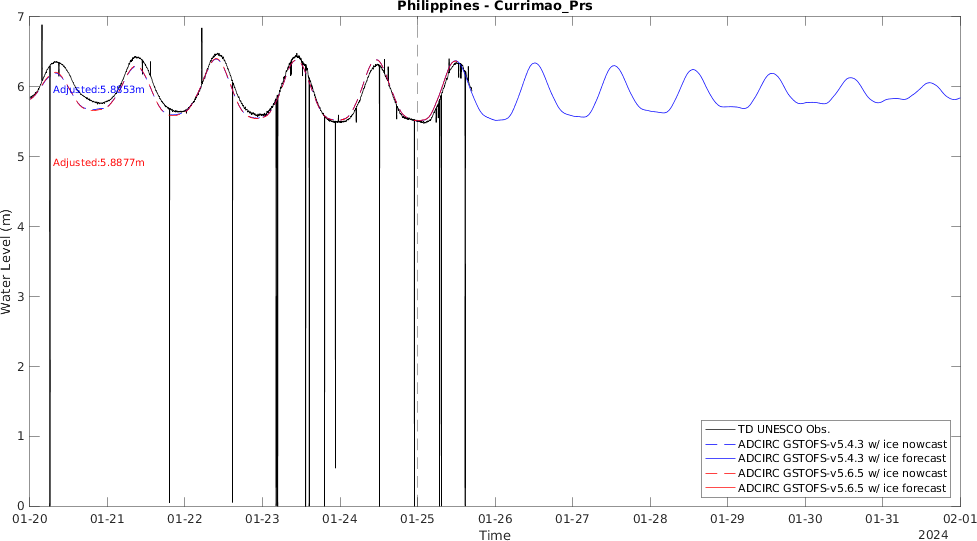 Philippines - Currimao_Prs
7
6
5
4
3
2
1
0
Water Level (m)
Adjusted:5.8953m
Adjusted:5.8877m
TD UNESCO Obs.
ADCIRC GSTOFS-v5.4.3 w/ ice nowcast
ADCIRC GSTOFS-v5.4.3 w/ ice forecast
ADCIRC GSTOFS-v5.6.5 w/ ice nowcast
ADCIRC GSTOFS-v5.6.5 w/ ice forecast
01-20 01-21 01-22 01-23 01-24 01-25 01-26 01-27 01-28 01-29 01-30 01-31 02-01
Time
2024